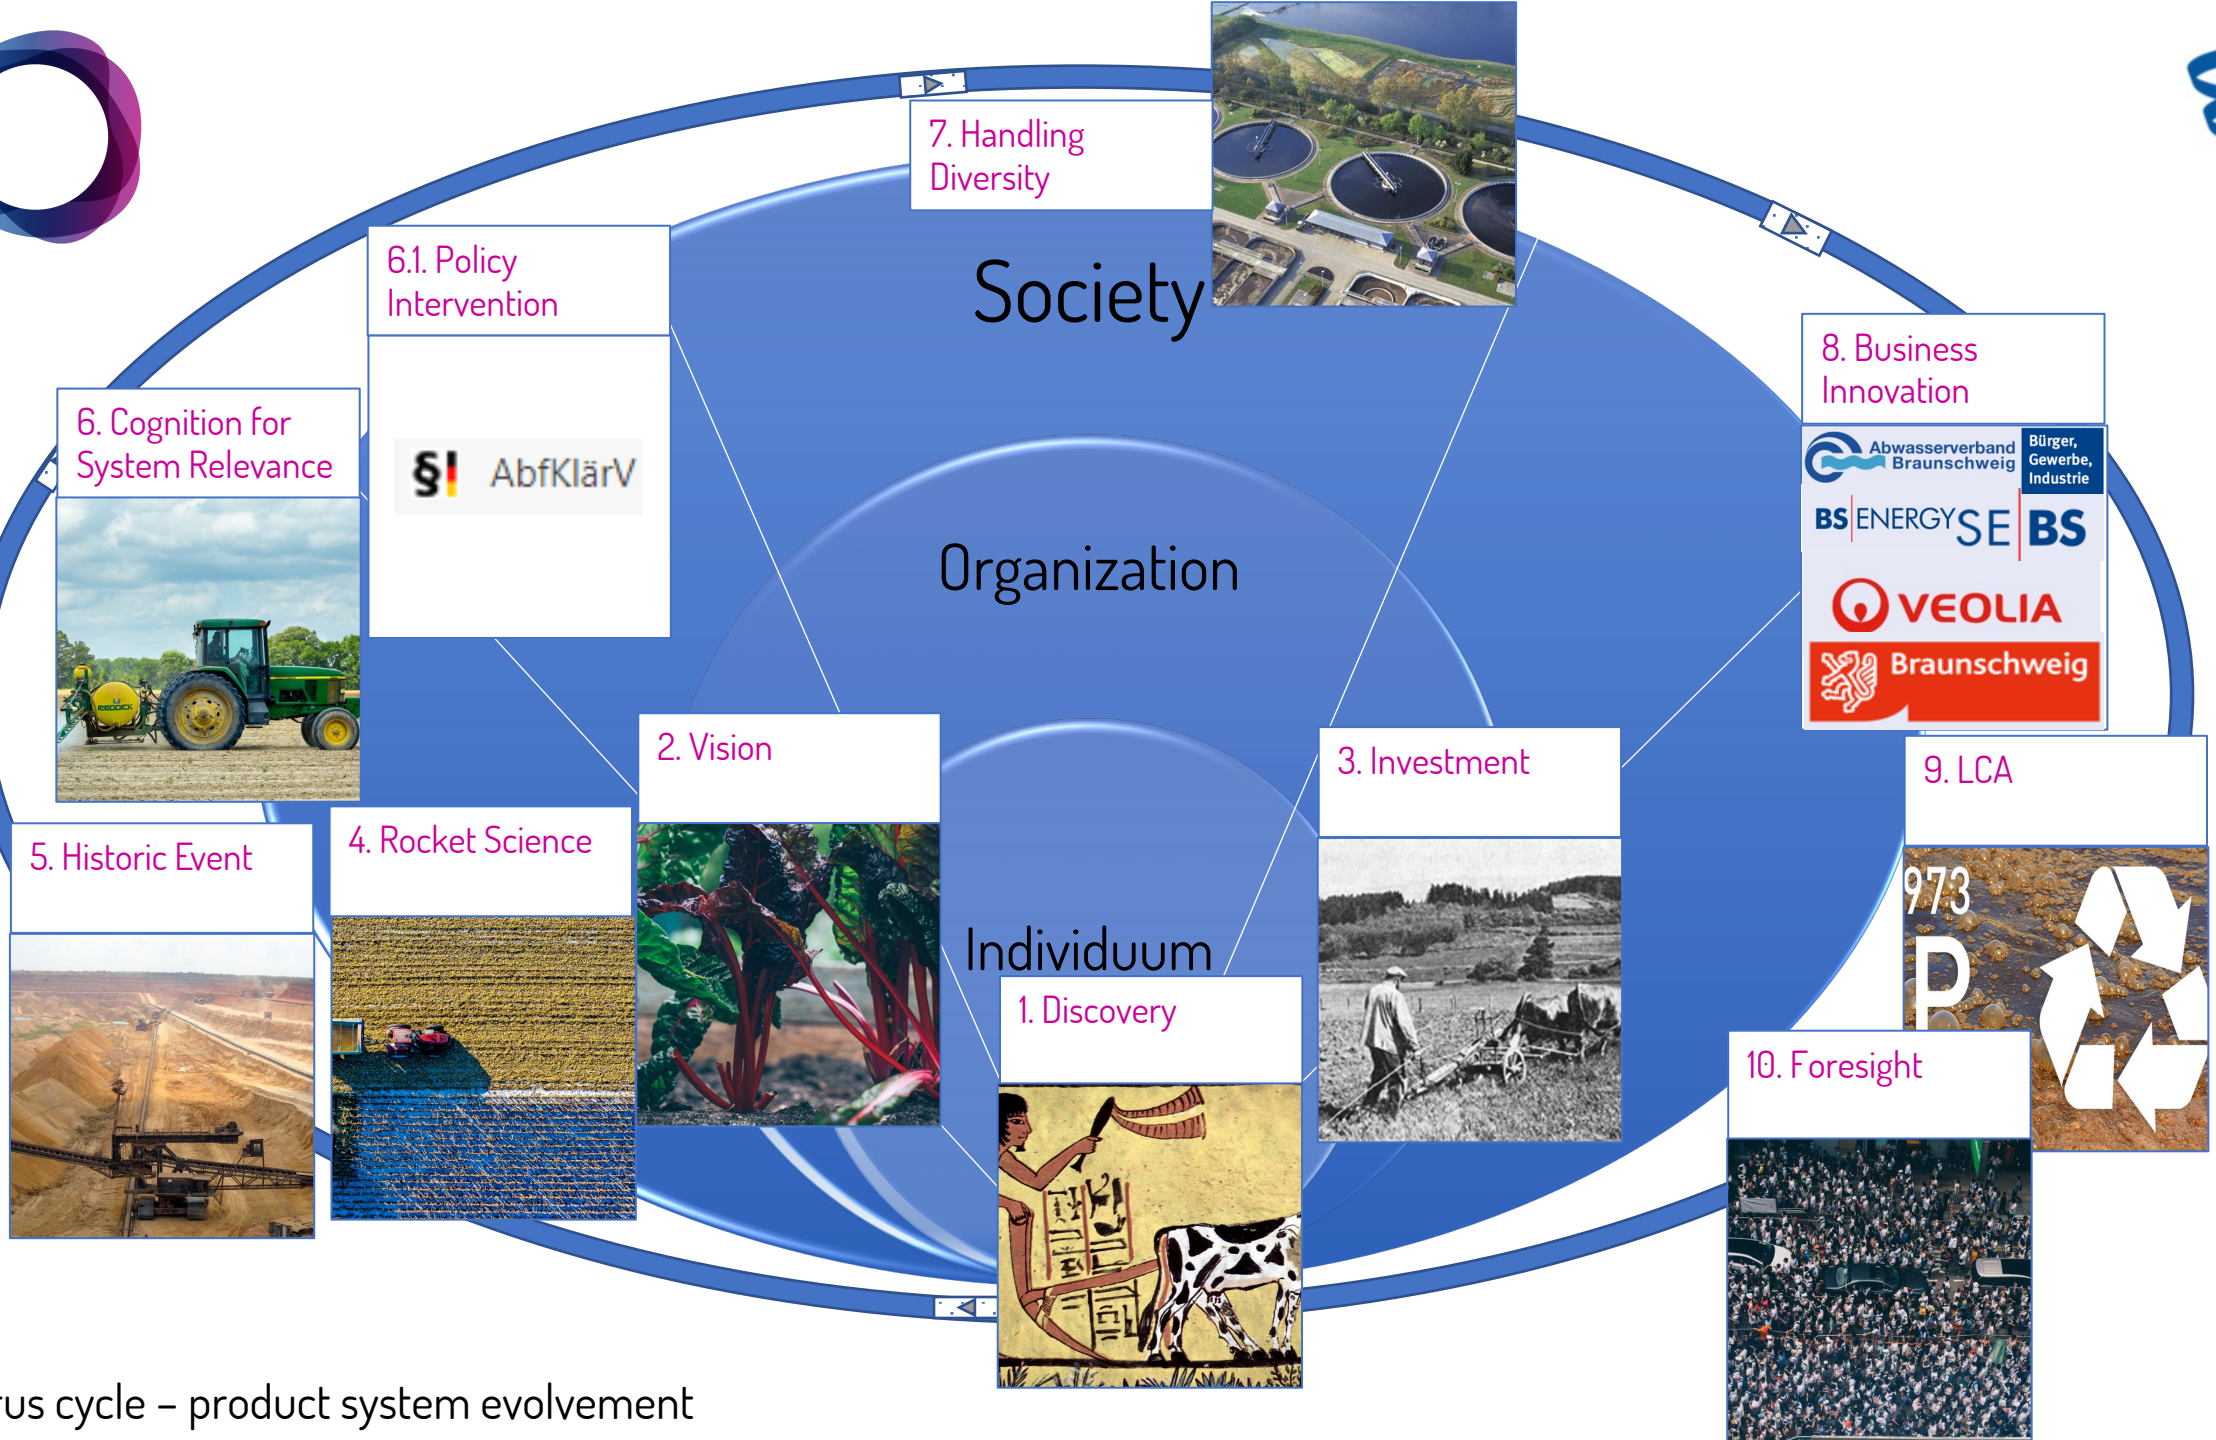 7. Handling
Diversity
Society
6.1. Policy
Intervention
§ AbfKlärV
8. Business
Innovation
Abwasserverband
Braunschweig
Bürger,
Gewerbe,
Industrie
BS|ENERGY SE|BS
VEOLIA
Braunschweig
6. Cognition for
System Relevance
REDDICK
Organization
2. Vision
3. Investment
9. LCA
973
P
5. Historic Event
4. Rocket Science
Individuum
1. Discovery
10. Foresight
cycle – product system evolvement